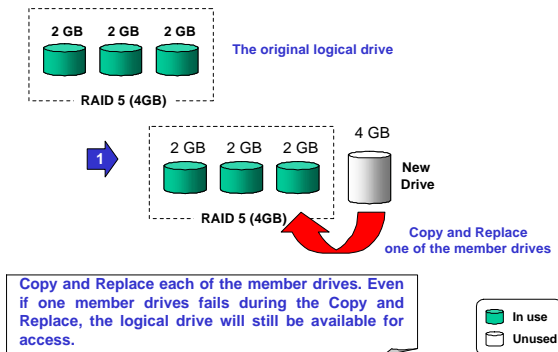 2 GB 2 GB 2 GB
The original logical drive
RAID 5 (4GB)
1
2 GB 2 GB 2 GB
4 GB
New
Drive
RAID 5 (4GB)
Copy and Replace
one of the member drives
Copy and Replace each of the member drives. Even
if one member drives fails during the Copy and
Replace, the logical drive will still be available for
access.
In use
Unused